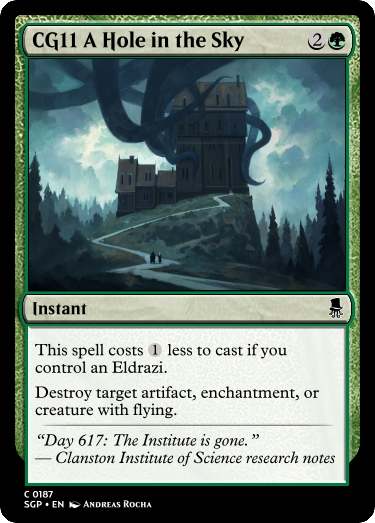 CG11 A Hole in the Sky 2
Instant
This spell costs 1 less to cast if you
control an Eldrazi.
Destroy target artifact, enchantment, or
creature with flying.
“Day 617: The Institute is gone.”
— Clanston Institute of Science research notes
C 0187
SGP • EN Andreas Rocha